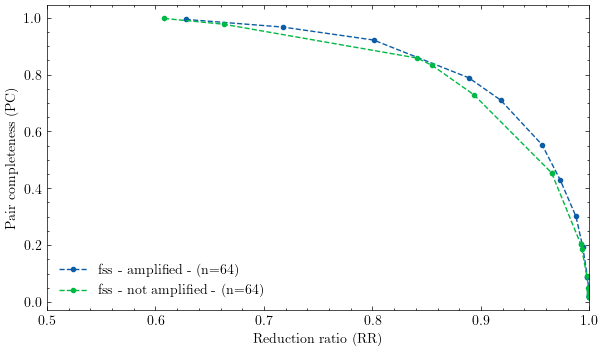 1.0
0.8
0.6
0.4
0.2
0.0
Pair completeness (PC)
fss - amplified - (n=64)
fss - not amplified - (n=64)
0.5 0.6 0.7 0.8 0.9 1.0
Reduction ratio (RR)